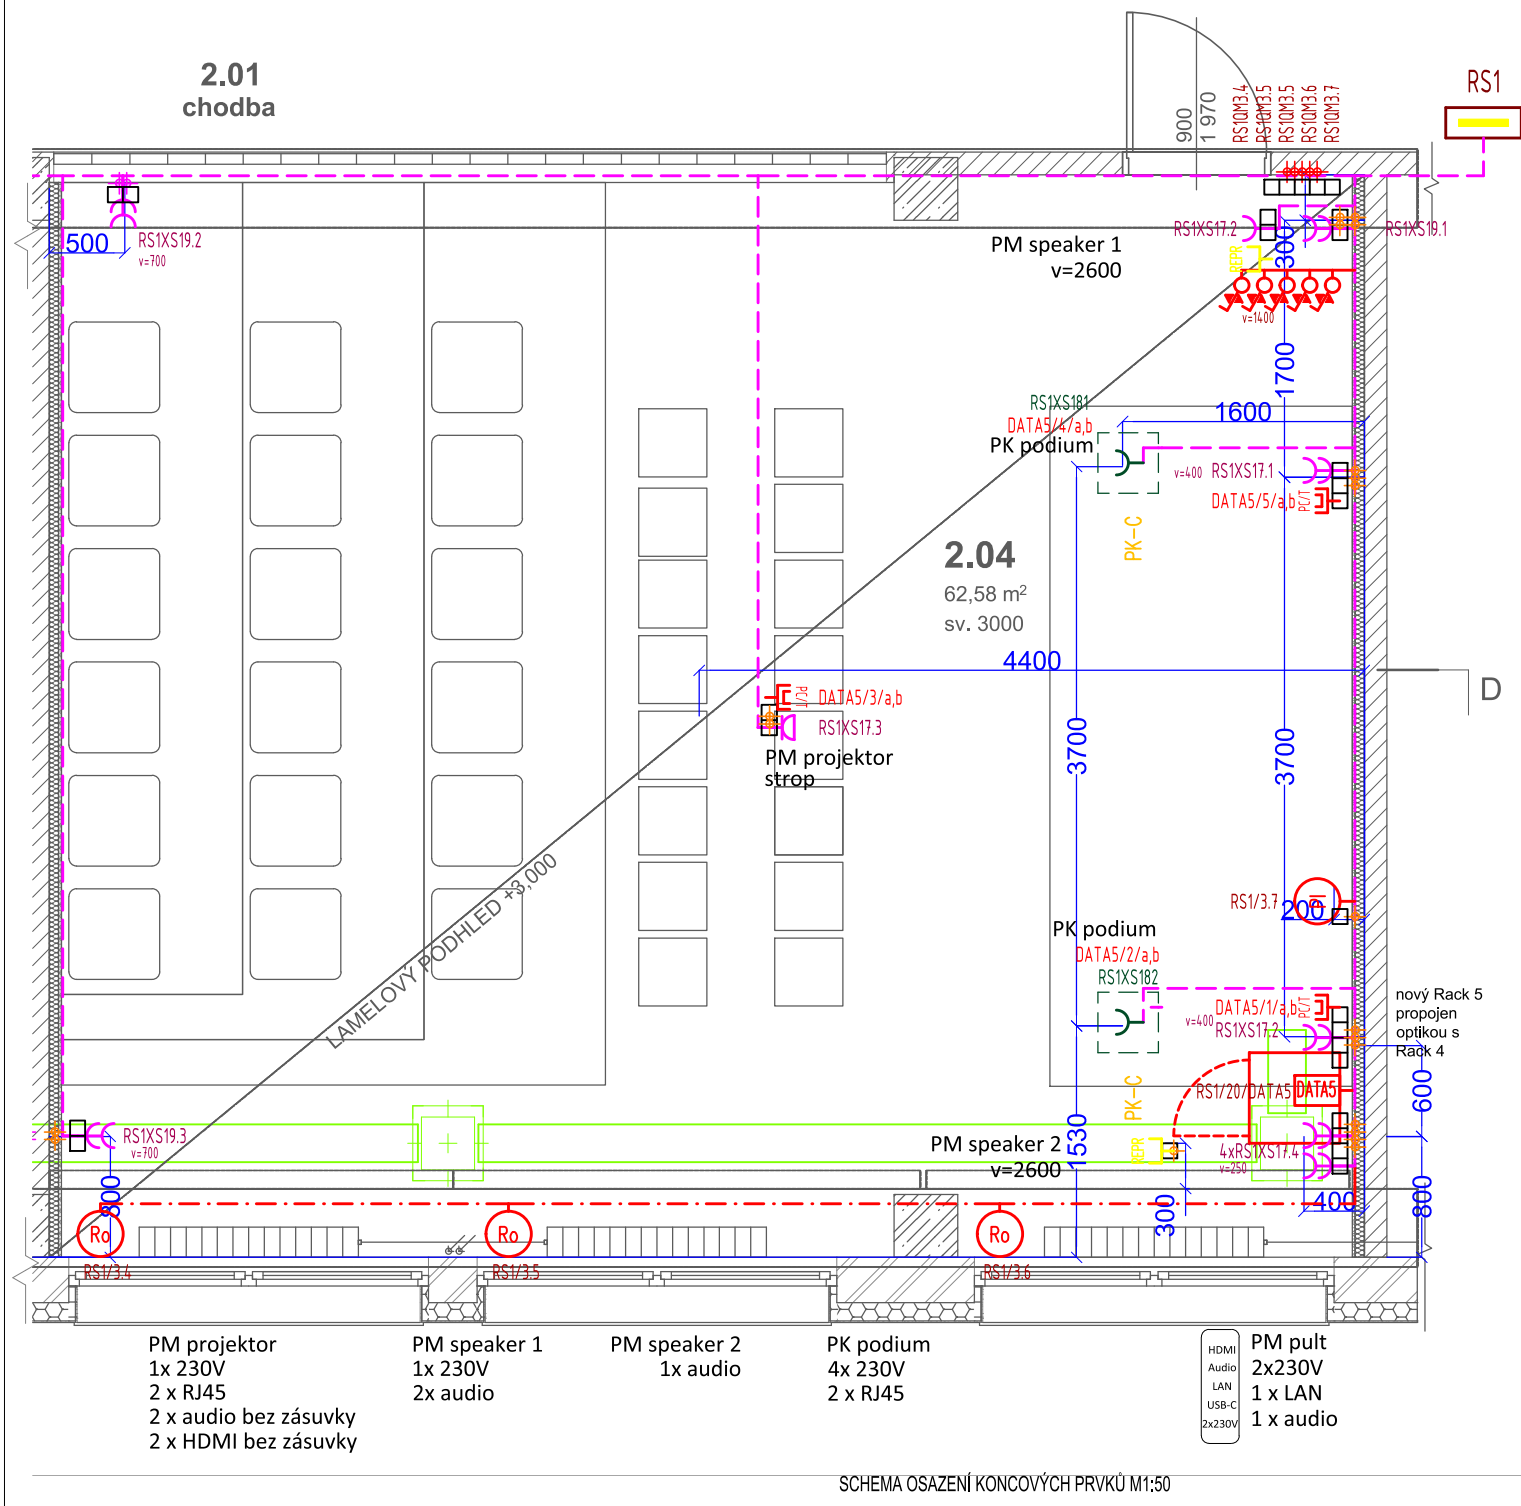 2.01
chodba
900
1 970
RS1QM3.4
RS1QM3.5
RS1QM3.5
RS1QM3.6
RS1QM3.7
RS1
500
RS1XS19.2
v=700
PM speaker 1
v=2600
RS1XS17.2
300
RS1XS19.1
REPR
v=1400
1700
RS1XS181
DATA5/4/a,b
PK podium
1600
v=400
RS1XS17.1
DATA5/5/a,b
PC/T
PK-C
2.04
62,58 m²
sv. 3000
4400
D
PC/T
DATA5/3/a,b
RS1XS17.3
PM projektor
strop
3700
3700
LAMELOVÝ PODHLED +3,000
RS1/3.7
PI
200
PK podium
DATA5/2/a,b
RS1XS182
DATA5/1/a,b
PC/T
v=400
RS1XS17.2
nový Rack 5
propojen
optikou s
Rack 4
PK-C
RS1/20/DATA5
DATA5
600
RS1XS19.3
v=700
PM speaker 2
v=2600
1530
REPR
4xRS1XS17.4
v=250
300
400
800
Ro
Ro
Ro
RS1/3.4
RS1/3.5
RS1/3.6
PM projektor
1x 230V
2 x RJ45
2 x audio bez zásuvky
2 x HDMI bez zásuvky
PM speaker 1
1x 230V
2x audio
PM speaker 2
1x audio
PK podium
4x 230V
2 x RJ45
HDMI
Audio
LAN
USB-C
2x230V
PM pult
2x230V
1 x LAN
1 x audio
SCHEMA OSAZENÍ KONCOVÝCH PRVKŮ M1:50